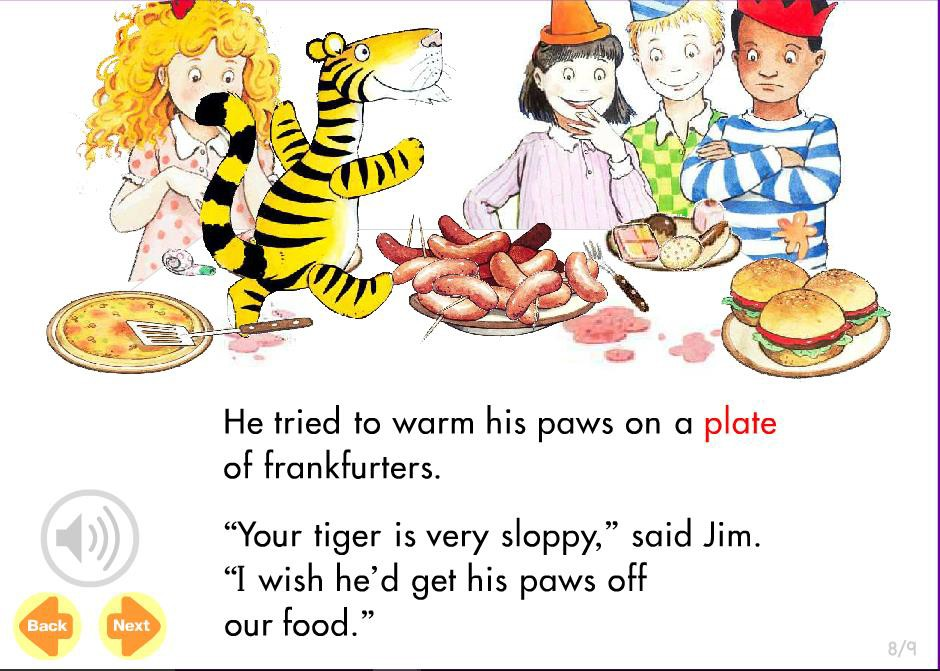 He tried to warm his paws on a plate
of frankfurters.
“Your tiger is very sloppy,” said Jim.
“I wish he’d get his paws off
our food.”
Back
Next
8/9